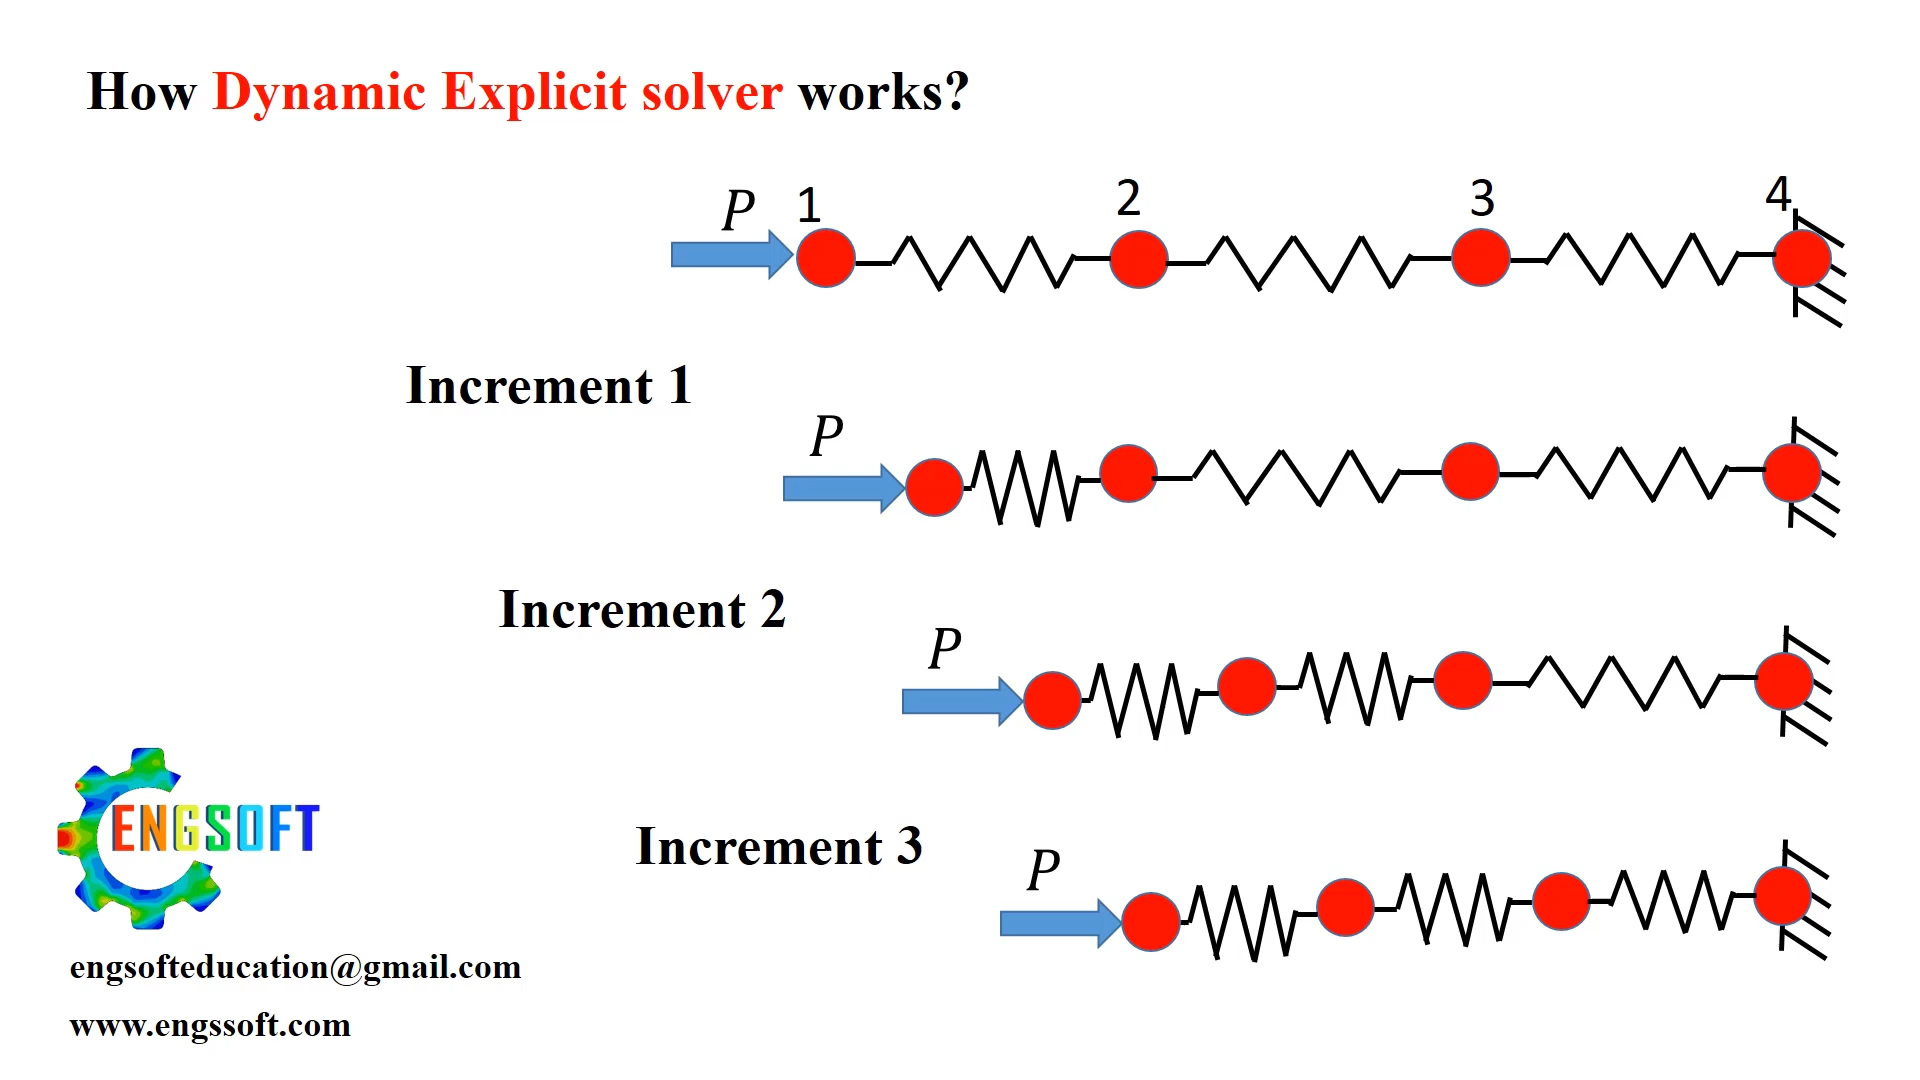 How Dynamic Explicit solver works?
P 1 2 3 4
Increment 1
P
Increment 2
P
ENGSOFT
Increment 3
P
engsofteducation@gmail.com
www.engssoft.com